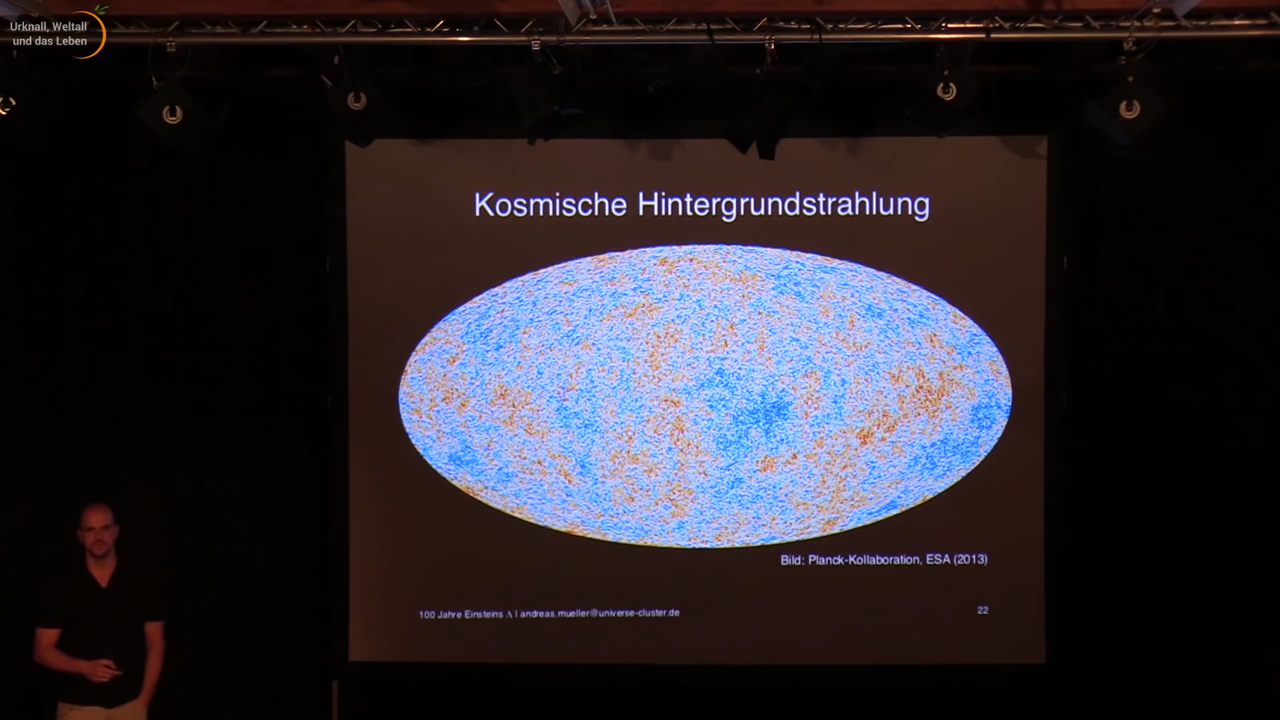 Urknall, Weltall
und das Leben
Kosmische Hintergrundstrahlung
Bild: Planck-Kollaboration, ESA (2013)
100 Jahre Einsteins Λ | andreas.mueller@universe-cluster.de
22